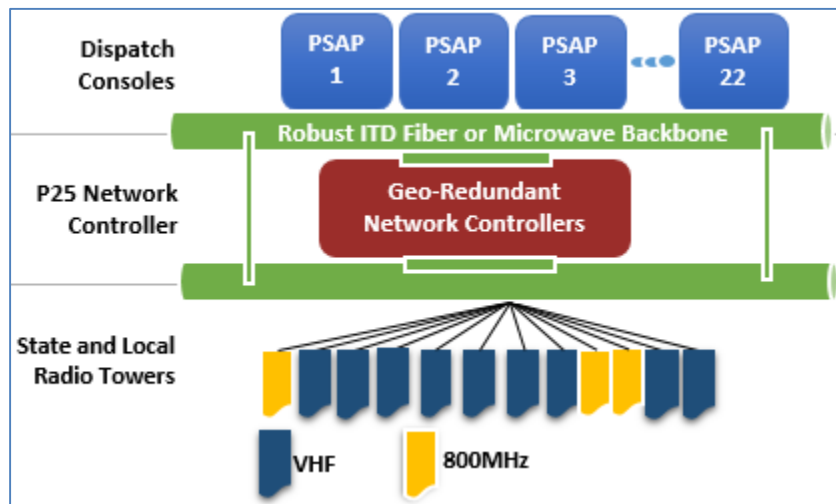 Dispatch
Consoles
PSAP
1
PSAP
2
PSAP
3
PSAP
22
Robust ITD Fiber or Microwave Backbone
P25 Network
Controller
Geo-Redundant
Network Controllers
State and Local
Radio Towers
VHF
800MHz